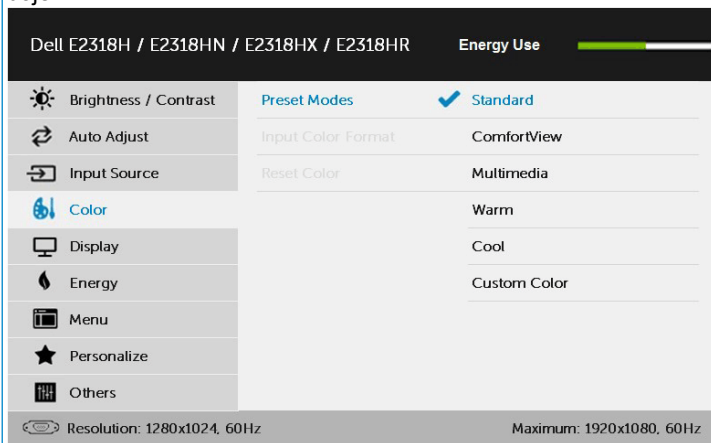 Dell E2318H / E2318HN / E2318HX / E2318HR Energy Use
Brightness / Contrast Preset Modes Standard
Auto Adjust Input Color Format ComfortView
Input Source Reset Color Multimedia
Color Warm
Display Cool
Energy Custom Color
Menu
Personalize
Others
Resolution: 1280x1024, 60Hz Maximum: 1920x1080, 60Hz